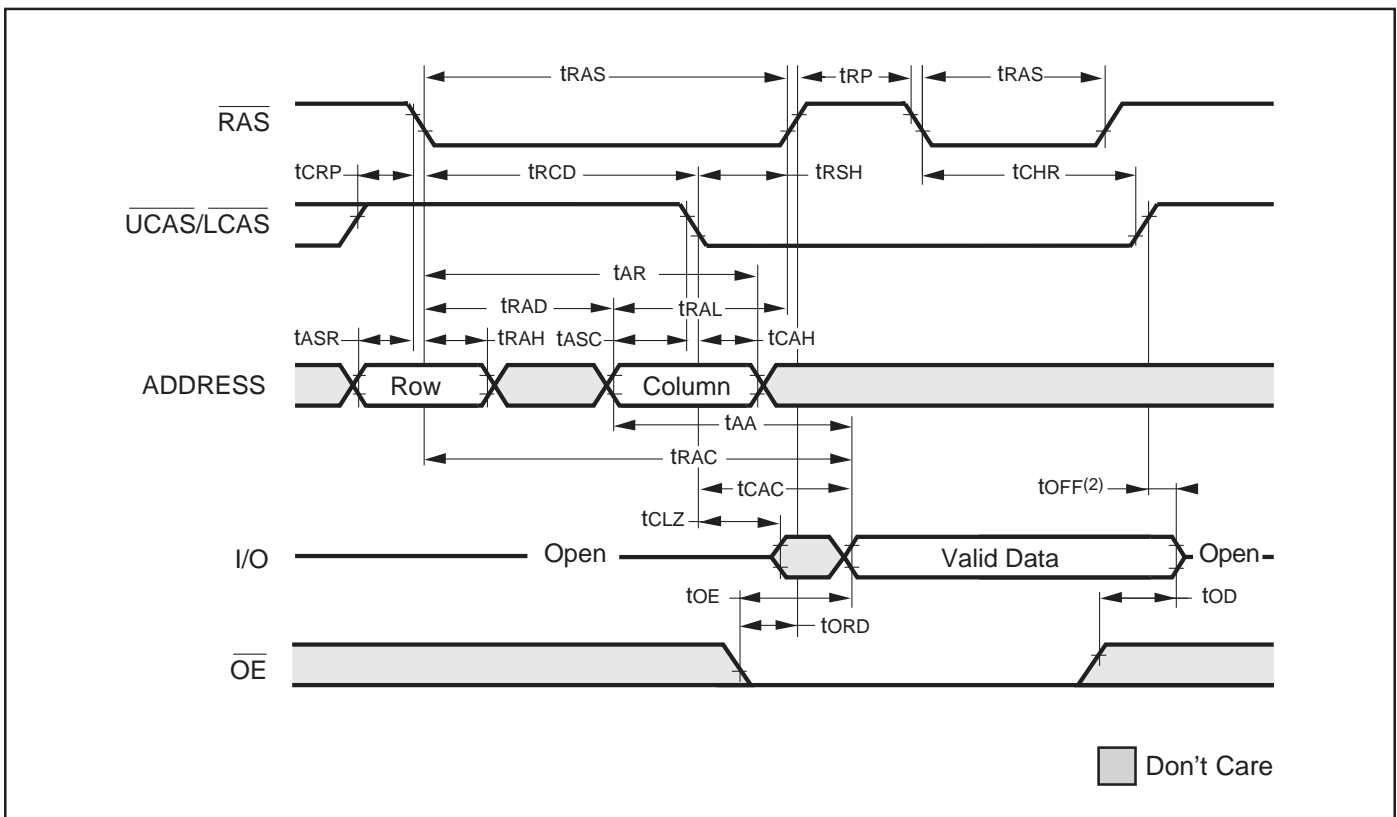 tRAS tRP tRAS
RAS
tCRP tRCD tRSH tCHR
UCAS/LCAS
tAR
tRAD tRAL
tASR tRAH tASC tCAH
ADDRESS Row Column
tAA
tRAC
tCAC tOFF(2)
tCLZ
I/O Open Valid Data Open
tOE tOD
tORD
OE
Don't Care